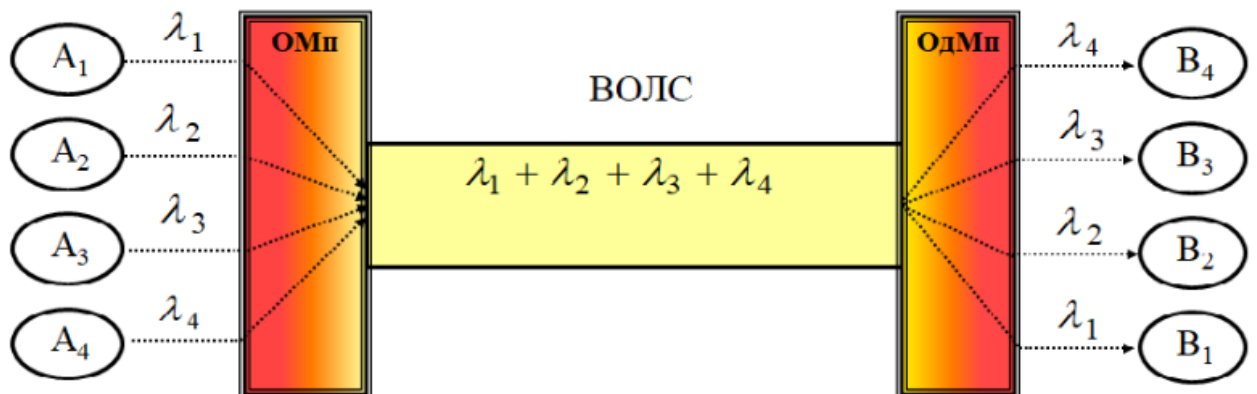 A₁ λ₁ ОМп ОдМп λ₄ B₄
ВОЛС
A₂ λ₂ λ₃ B₃
λ₁ + λ₂ + λ₃ + λ₄
A₃ λ₃ λ₂ B₂
A₄ λ₄ λ₁ B₁